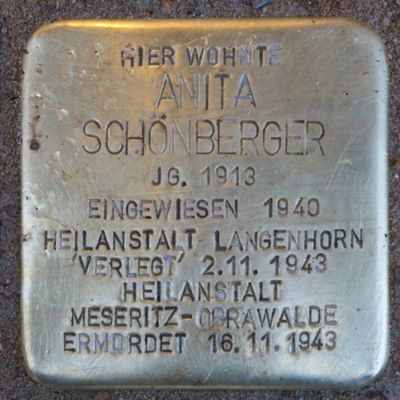 HIER WOHNTE
ANITA
SCHÖNBERGER
JG. 1913
EINGEWIESEN 1940
HEILANSTALT LANGENHORN
'VERLEGT' 2.11. 1943
HEILANSTALT
MESERITZ-OBRAWALDE
ERMORDET 16.11. 1943